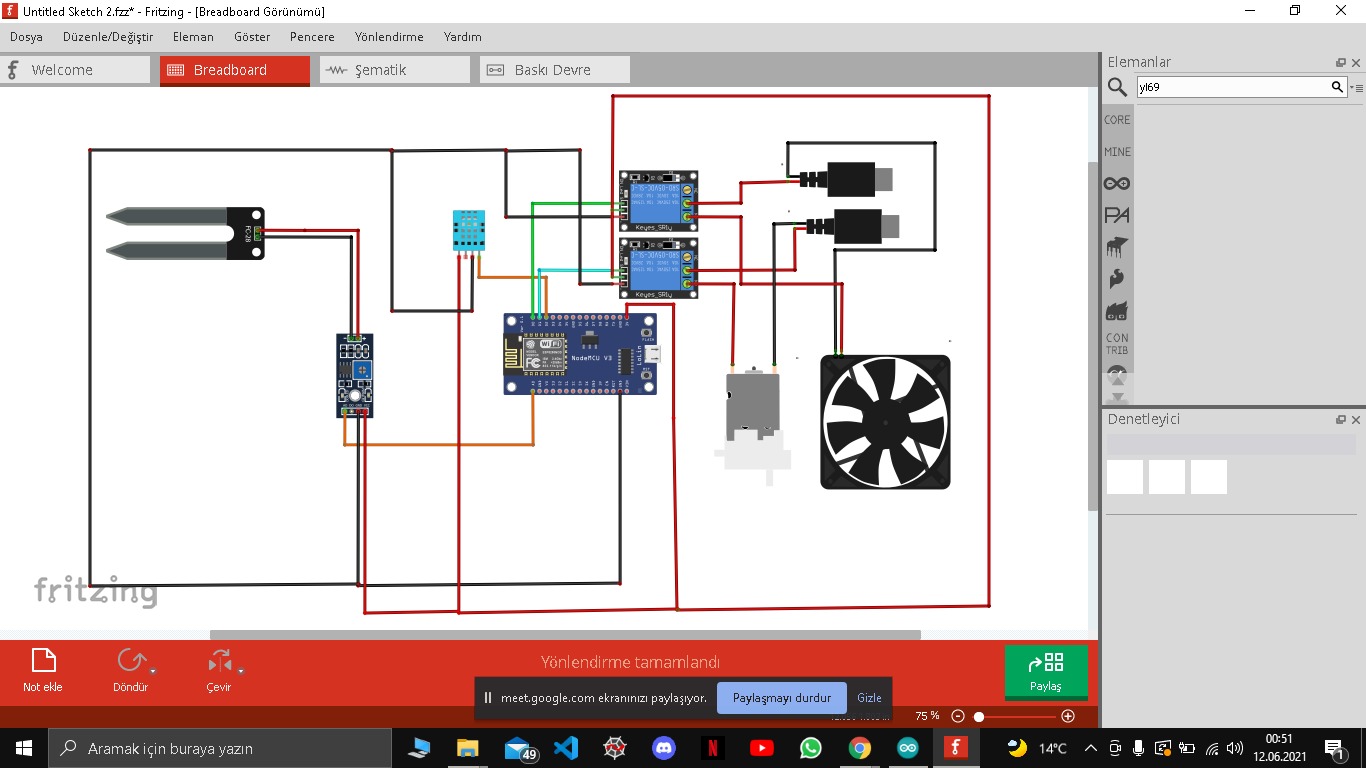 Untitled Sketch 2.fzz* - Fritzing - [Breadboard Görünümü]
Dosya Düzenle/Değiştir Eleman Göster Pencere Yönlendirme Yardım
Welcome Breadboard Şematik Baskı Devre
Elemanlar
yl69
CORE
MINE
CON
TRIB
FC-28
Keyes_SRly
Keyes_SRly
NodeMCU V3
LoLin
WiFi
FC
fritzing
Denetleyici
Not ekle Döndür Çevir
Yönlendirme tamamlandı
Paylaş
meet.google.com ekranınızı paylaşıyor. Paylaşmayı durdur Gizle
75 %
Aramak için buraya yazın
49
14°C
00:51
12.06.2021
1